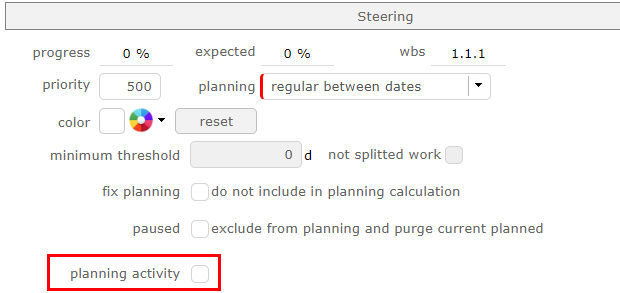 Steering
progress 0 % expected 0 % wbs 1.1.1
priority 500 planning regular between dates
color reset
minimum threshold 0 d not splitted work
fix planning do not include in planning calculation
paused exclude from planning and purge current planned
planning activity